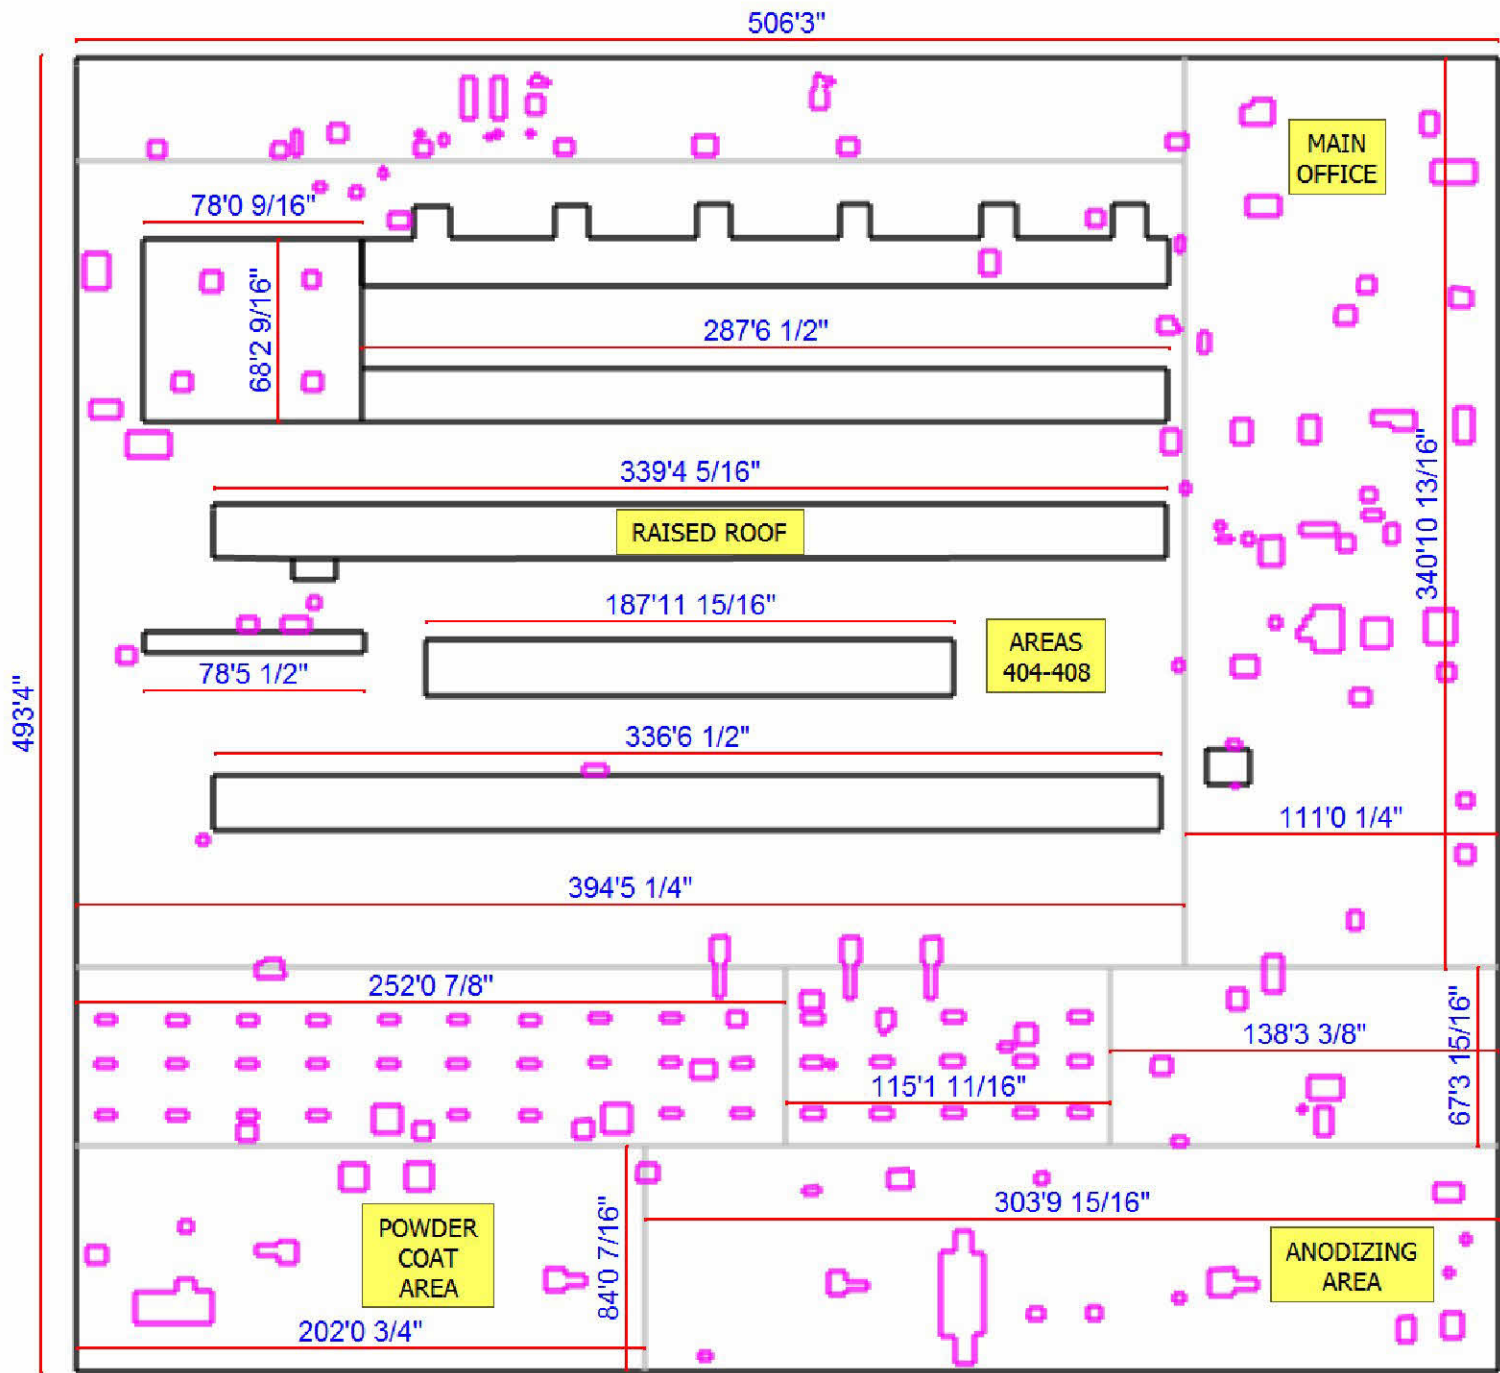 506'3"
MAIN
OFFICE
78'0 9/16"
68'2 9/16"
287'6 1/2"
339'4 5/16"
340'10 13/16"
RAISED ROOF
187'11 15/16"
AREAS
404-408
78'5 1/2"
493'4"
336'6 1/2"
111'0 1/4"
394'5 1/4"
252'0 7/8"
138'3 3/8"
67'3 15/16"
115'1 11/16"
303'9 15/16"
84'0 7/16"
POWDER
COAT
AREA
ANODIZING
AREA
202'0 3/4"